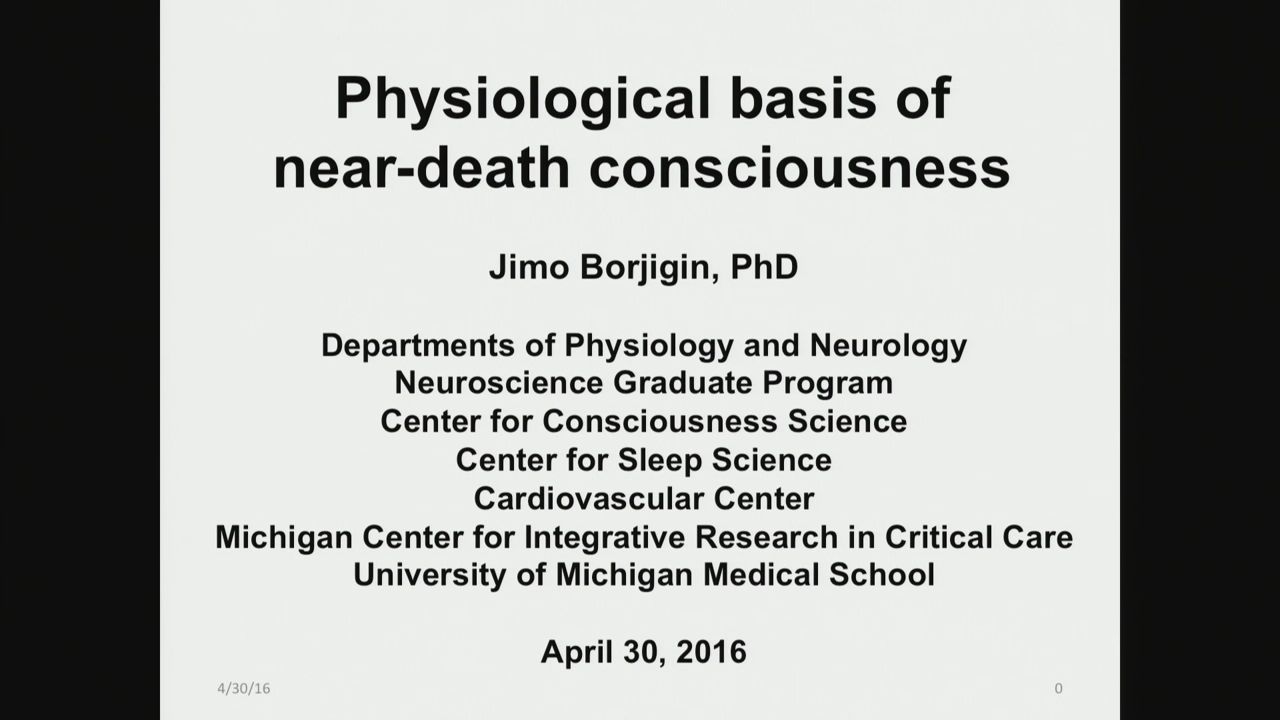 Physiological basis of
near-death consciousness
Jimo Borjigin, PhD
Departments of Physiology and Neurology
Neuroscience Graduate Program
Center for Consciousness Science
Center for Sleep Science
Cardiovascular Center
Michigan Center for Integrative Research in Critical Care
University of Michigan Medical School
April 30, 2016
4/30/16
0